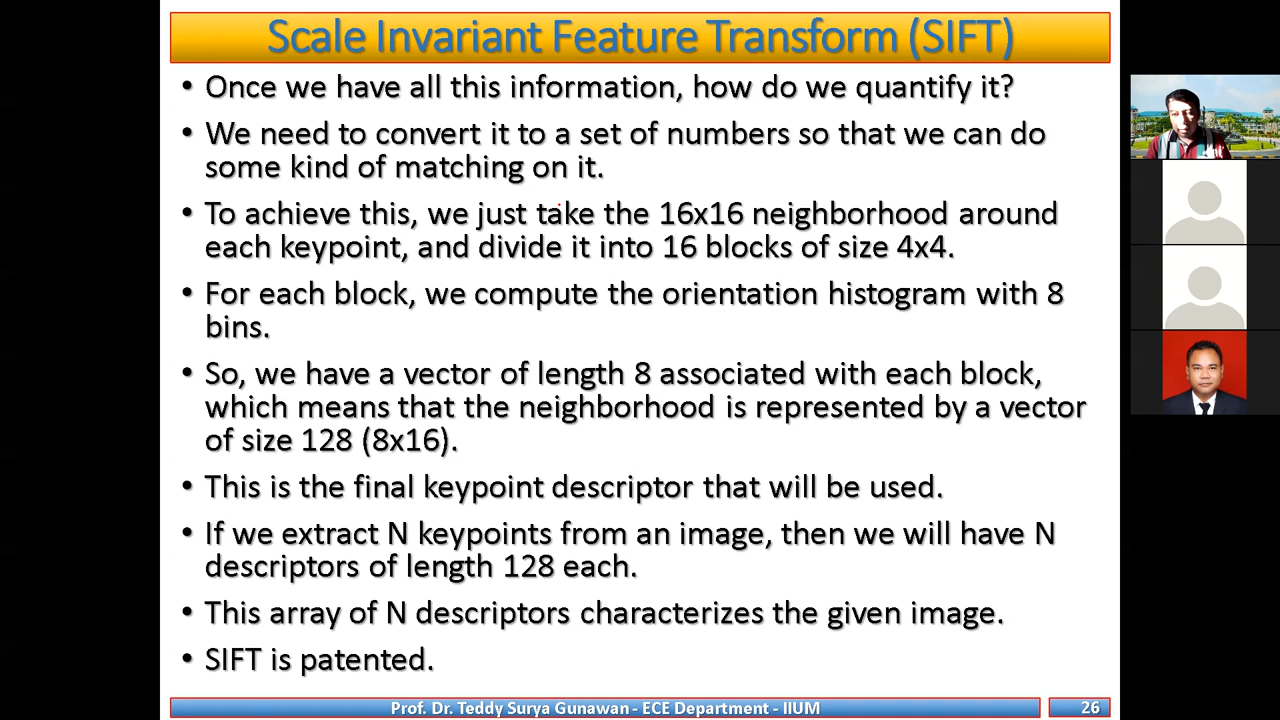 Scale Invariant Feature Transform (SIFT)
• Once we have all this information, how do we quantify it?
• We need to convert it to a set of numbers so that we can do
some kind of matching on it.
• To achieve this, we just take the 16x16 neighborhood around
each keypoint, and divide it into 16 blocks of size 4x4.
• For each block, we compute the orientation histogram with 8
bins.
• So, we have a vector of length 8 associated with each block,
which means that the neighborhood is represented by a vector
of size 128 (8x16).
• This is the final keypoint descriptor that will be used.
• If we extract N keypoints from an image, then we will have N
descriptors of length 128 each.
• This array of N descriptors characterizes the given image.
• SIFT is patented.
Prof. Dr. Teddy Surya Gunawan - ECE Department - IIUM
26